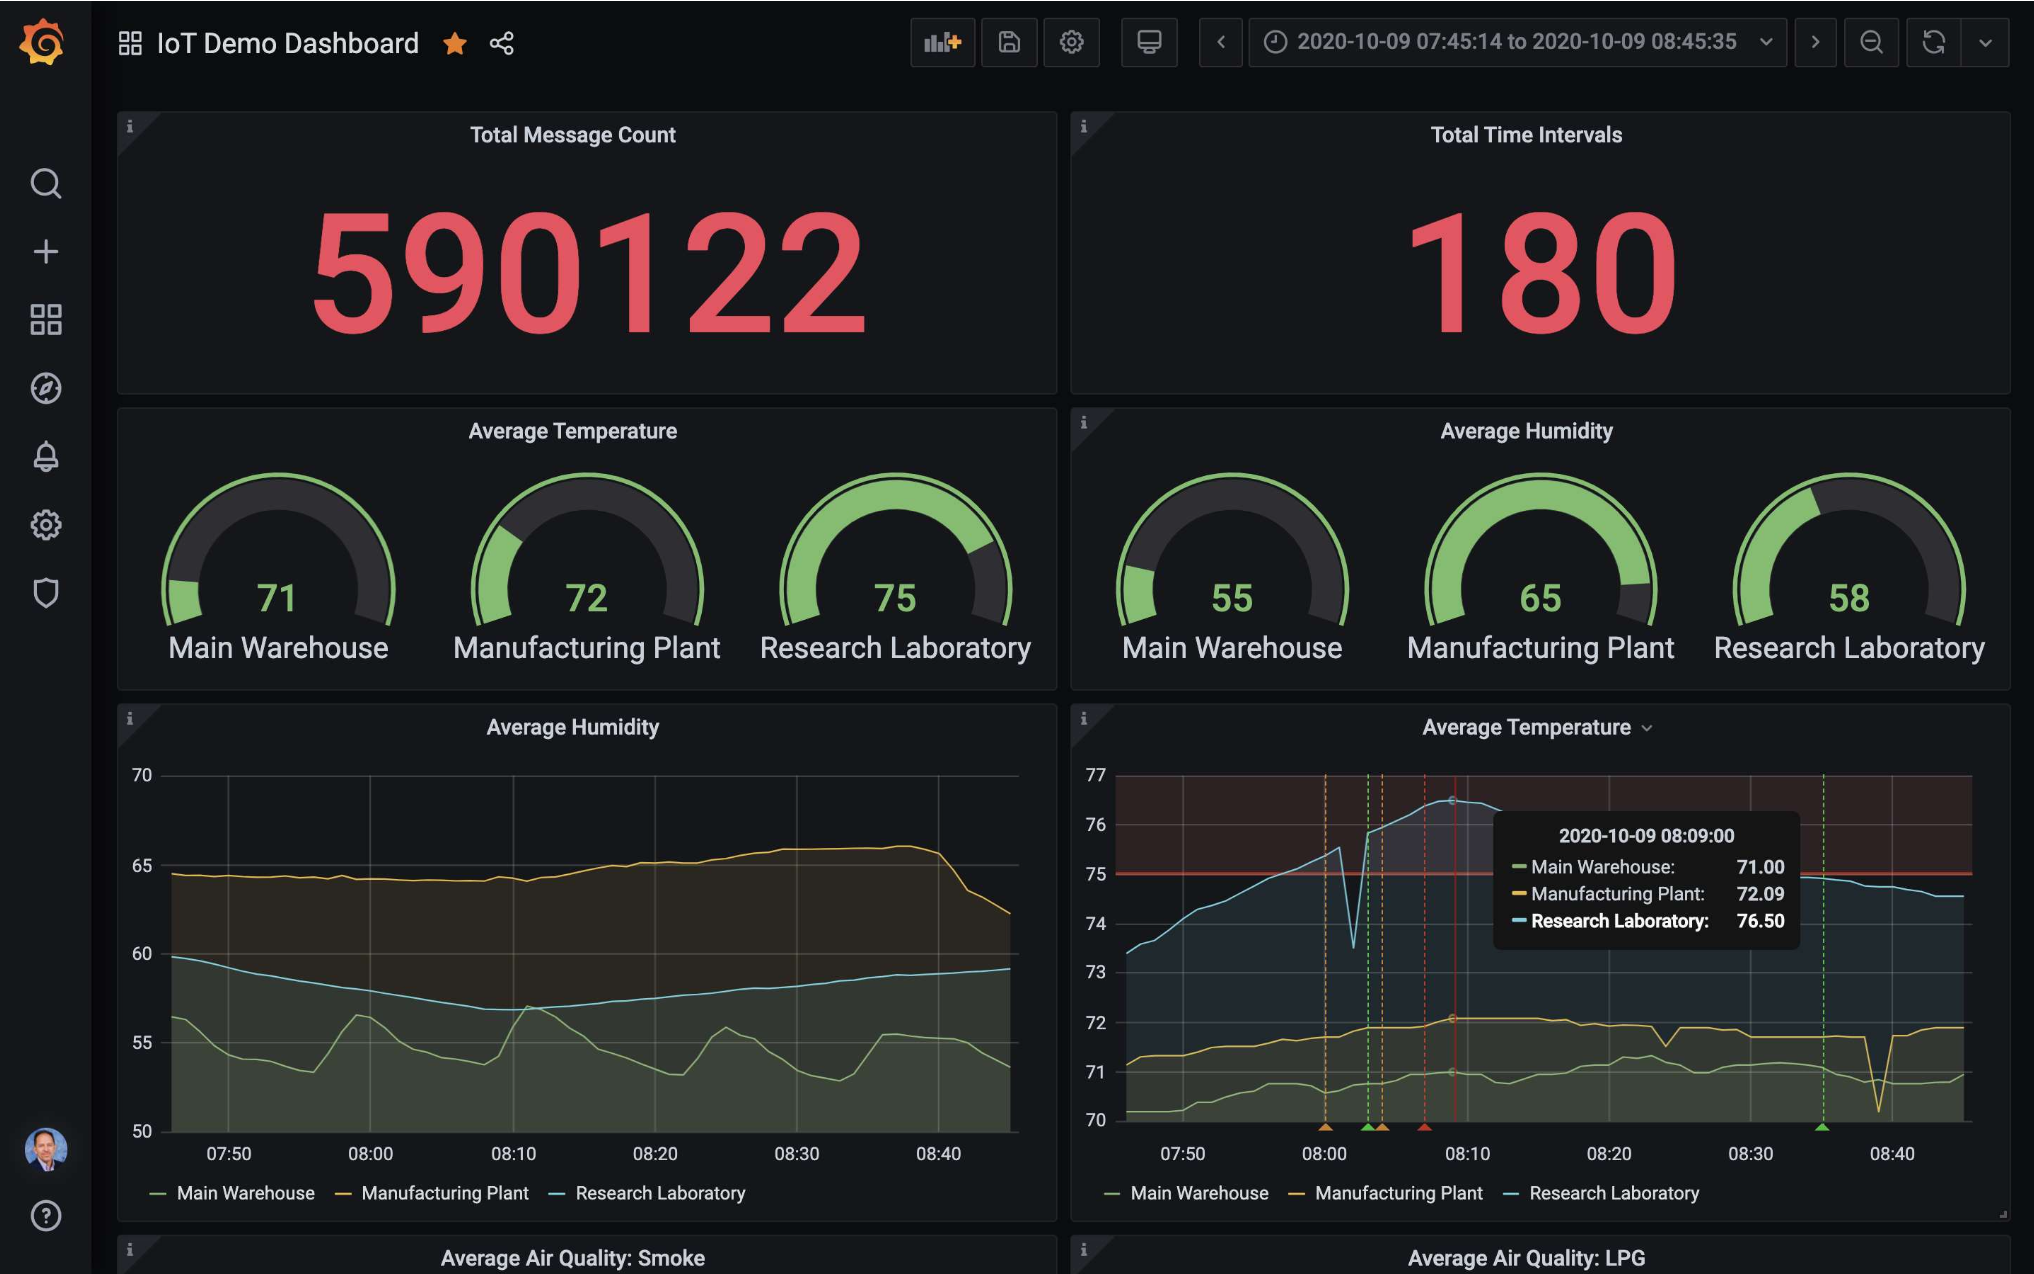 IoT Demo Dashboard
2020-10-09 07:45:14 to 2020-10-09 08:45:35
Total Message Count
590122
Total Time Intervals
180
Average Temperature
71
72
75
Main Warehouse
Manufacturing Plant
Research Laboratory
Average Humidity
55
65
58
Main Warehouse
Manufacturing Plant
Research Laboratory
Average Humidity
70
65
60
55
50
07:50
08:00
08:10
08:20
08:30
08:40
Main Warehouse
Manufacturing Plant
Research Laboratory
Average Temperature
77
76
75
74
73
72
71
70
2020-10-09 08:09:00
Main Warehouse: 71.00
Manufacturing Plant: 72.09
Research Laboratory: 76.50
07:50
08:00
08:10
08:20
08:30
08:40
Main Warehouse
Manufacturing Plant
Research Laboratory
Average Air Quality: Smoke
Average Air Quality: LPG